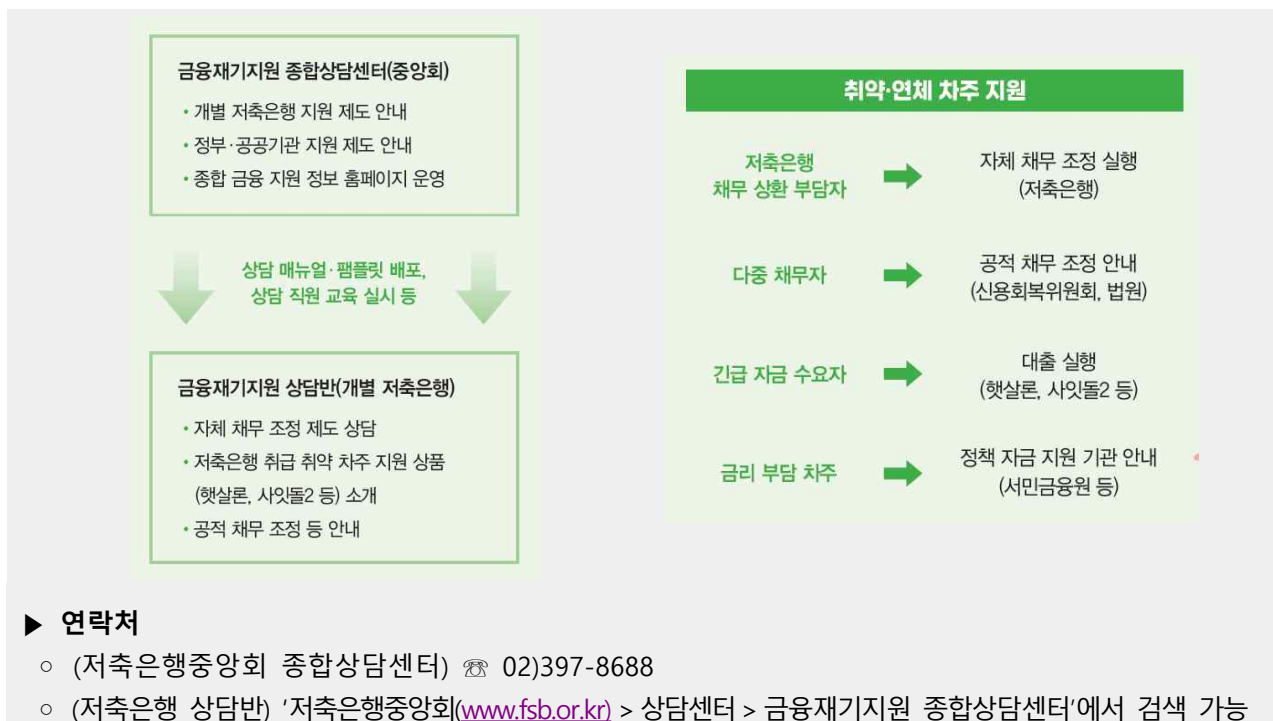 금융재기지원 종합상담센터(중앙회)
• 개별 저축은행 지원 제도 안내
• 정부·공공기관 지원 제도 안내
• 종합 금융 지원 정보 홈페이지 운영
상담 매뉴얼·팸플릿 배포,
상담 직원 교육 실시 등
금융재기지원 상담반(개별 저축은행)
• 자체 채무 조정 제도 상담
• 저축은행 취급 취약 차주 지원 상품
(햇살론, 사잇돌2 등) 소개
• 공적 채무 조정 등 안내
취약·연체 차주 지원
저축은행
채무 상환 부담자
자체 채무 조정 실행
(저축은행)
다중 채무자
공적 채무 조정 안내
(신용회복위원회, 법원)
긴급 자금 수요자
대출 실행
(햇살론, 사잇돌2 등)
금리 부담 차주
정책 자금 지원 기관 안내
(서민금융원 등)
▶ 연락처
○ (저축은행중앙회 종합상담센터) ☏ 02)397-8688
○ (저축은행 상담반) '저축은행중앙회(www.fsb.or.kr) > 상담센터 > 금융재기지원 종합상담센터'에서 검색 가능